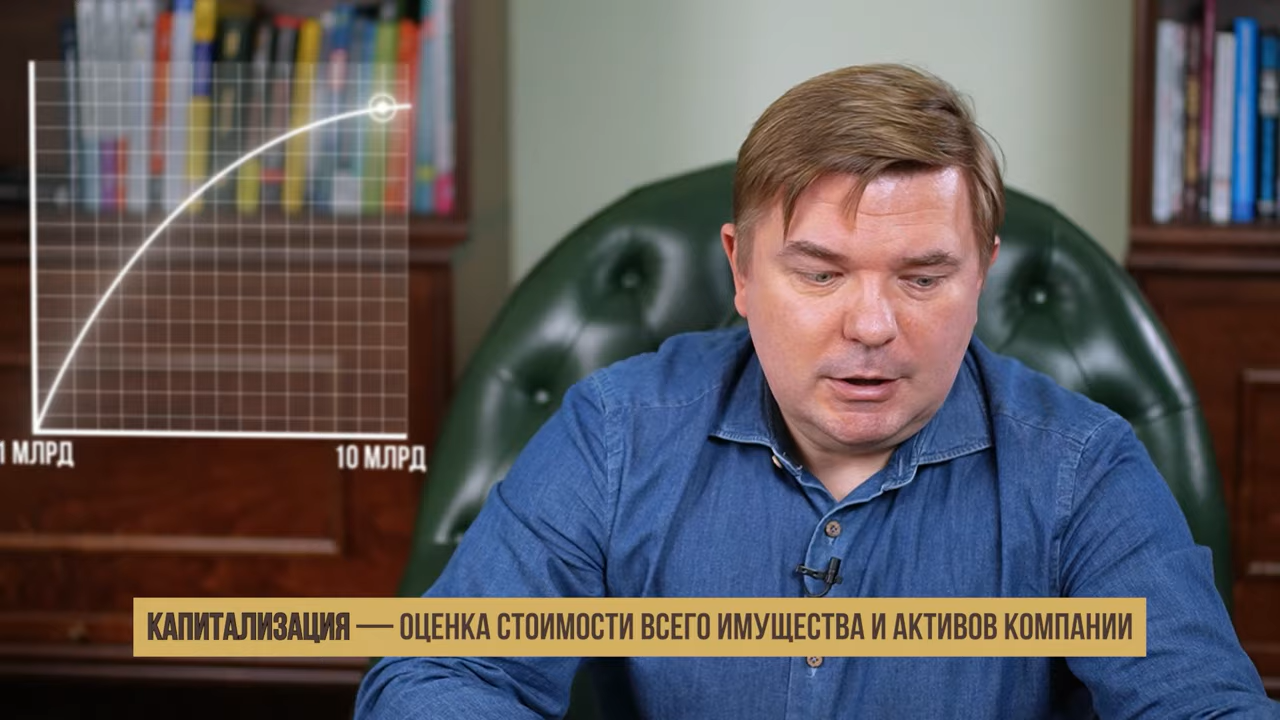 1 МЛРД
10 МЛРД
КАПИТАЛИЗАЦИЯ — ОЦЕНКА СТОИМОСТИ ВСЕГО ИМУЩЕСТВА И АКТИВОВ КОМПАНИИ